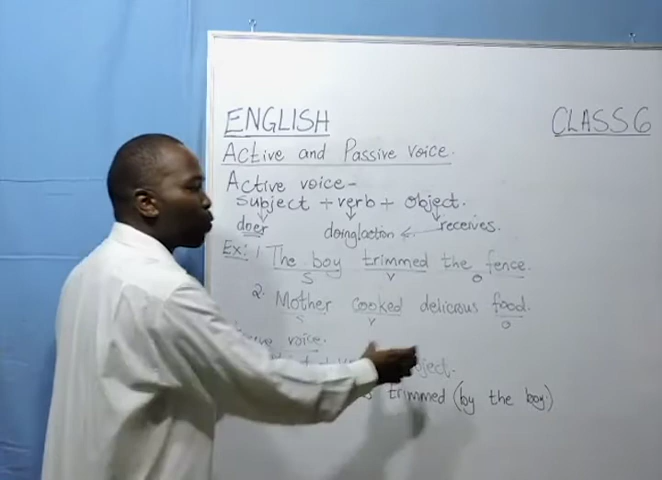 ENGLISH CLASS 6
Active and Passive voice.
Active voice-
subject + verb + object.
doer doing/action receives.
Ex: 1. The boy trimmed the fence.
S V O
2. Mother cooked delicious food.
S V O
voice.
trimmed (by the boy)